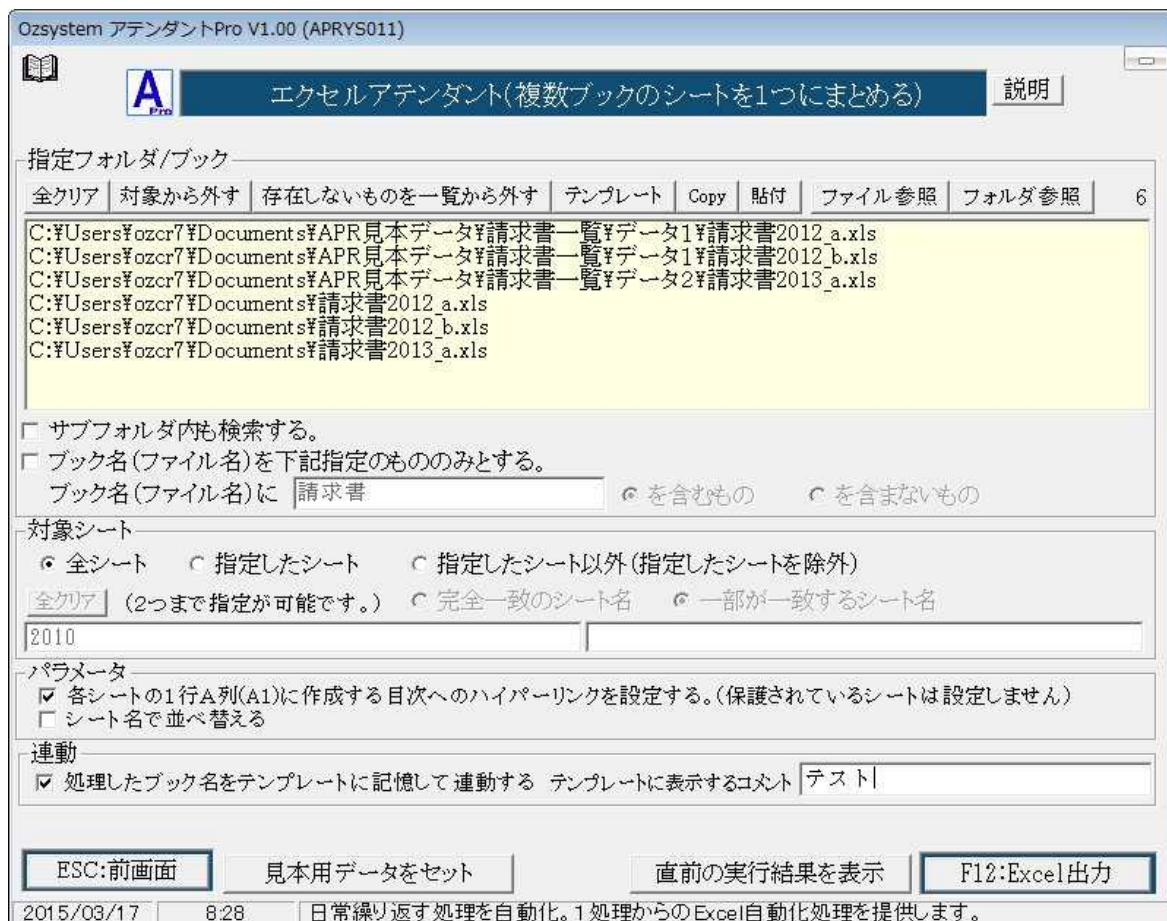 Ozsystem アテンダントPro V1.00 (APRYS011)
A Pro エクセルアテンダント(複数ブックのシートを1つにまとめる) 説明
指定フォルダ/ブック
全クリア 対象から外す 存在しないものを一覧から外す テンプレート Copy 貼付 ファイル参照 フォルダ参照 6
C:¥Users¥ozcr7¥Documents¥APR見本データ¥請求書一覧¥データ1¥請求書2012_a.xls
C:¥Users¥ozcr7¥Documents¥APR見本データ¥請求書一覧¥データ1¥請求書2012_b.xls
C:¥Users¥ozcr7¥Documents¥APR見本データ¥請求書一覧¥データ2¥請求書2013_a.xls
C:¥Users¥ozcr7¥Documents¥請求書2012_a.xls
C:¥Users¥ozcr7¥Documents¥請求書2012_b.xls
C:¥Users¥ozcr7¥Documents¥請求書2013_a.xls
サブフォルダ内も検索する。
ブック名(ファイル名)を下記指定のもののみとする。
ブック名(ファイル名)に 請求書 を含むもの を含まないもの
対象シート
全シート 指定したシート 指定したシート以外(指定したシートを除外)
全クリア (2つまで指定が可能です。) 完全一致のシート名 一部が一致するシート名
2010
パラメータ
各シートの1行A列(A1)に作成する目次へのハイパーリンクを設定する。(保護されているシートは設定しません)
シート名で並べ替える
連動
処理したブック名をテンプレートに記憶して連動する テンプレートに表示するコメント テスト
ESC:前画面 見本用データをセット 直前の実行結果を表示 F12:Excel出力
2015/03/17 8:28 日常繰り返す処理を自動化。1処理からのExcel自動化処理を提供します。